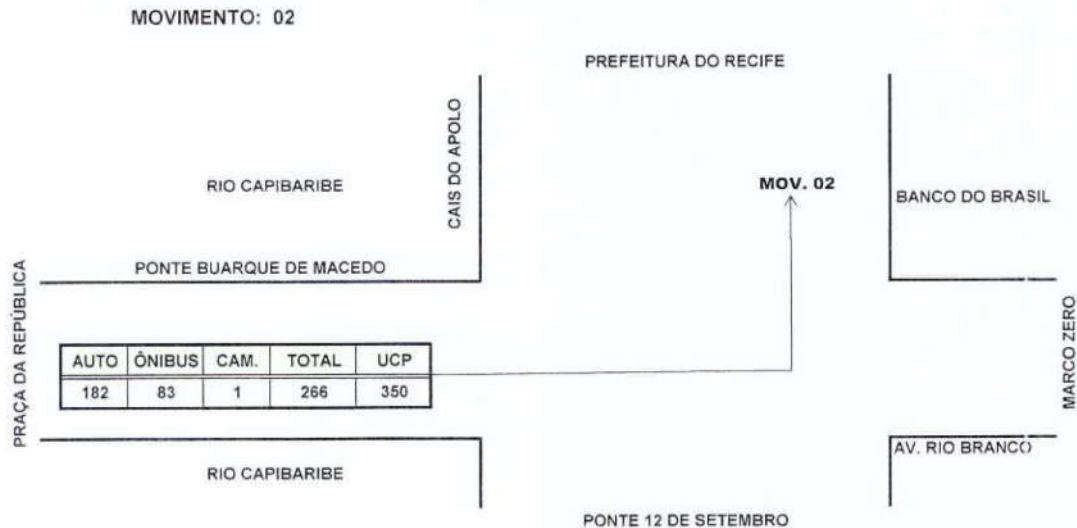 MOVIMENTO: 02
PREFEITURA DO RECIFE
CAIS DO APOLO
RIO CAPIBARIBE
MOV. 02
BANCO DO BRASIL
PONTE BUARQUE DE MACEDO
PRAÇA DA REPÚBLICA
AUTO ÔNIBUS CAM. TOTAL UCP
182 83 1 266 350
MARCO ZERO
AV. RIO BRANCO
RIO CAPIBARIBE
PONTE 12 DE SETEMBRO